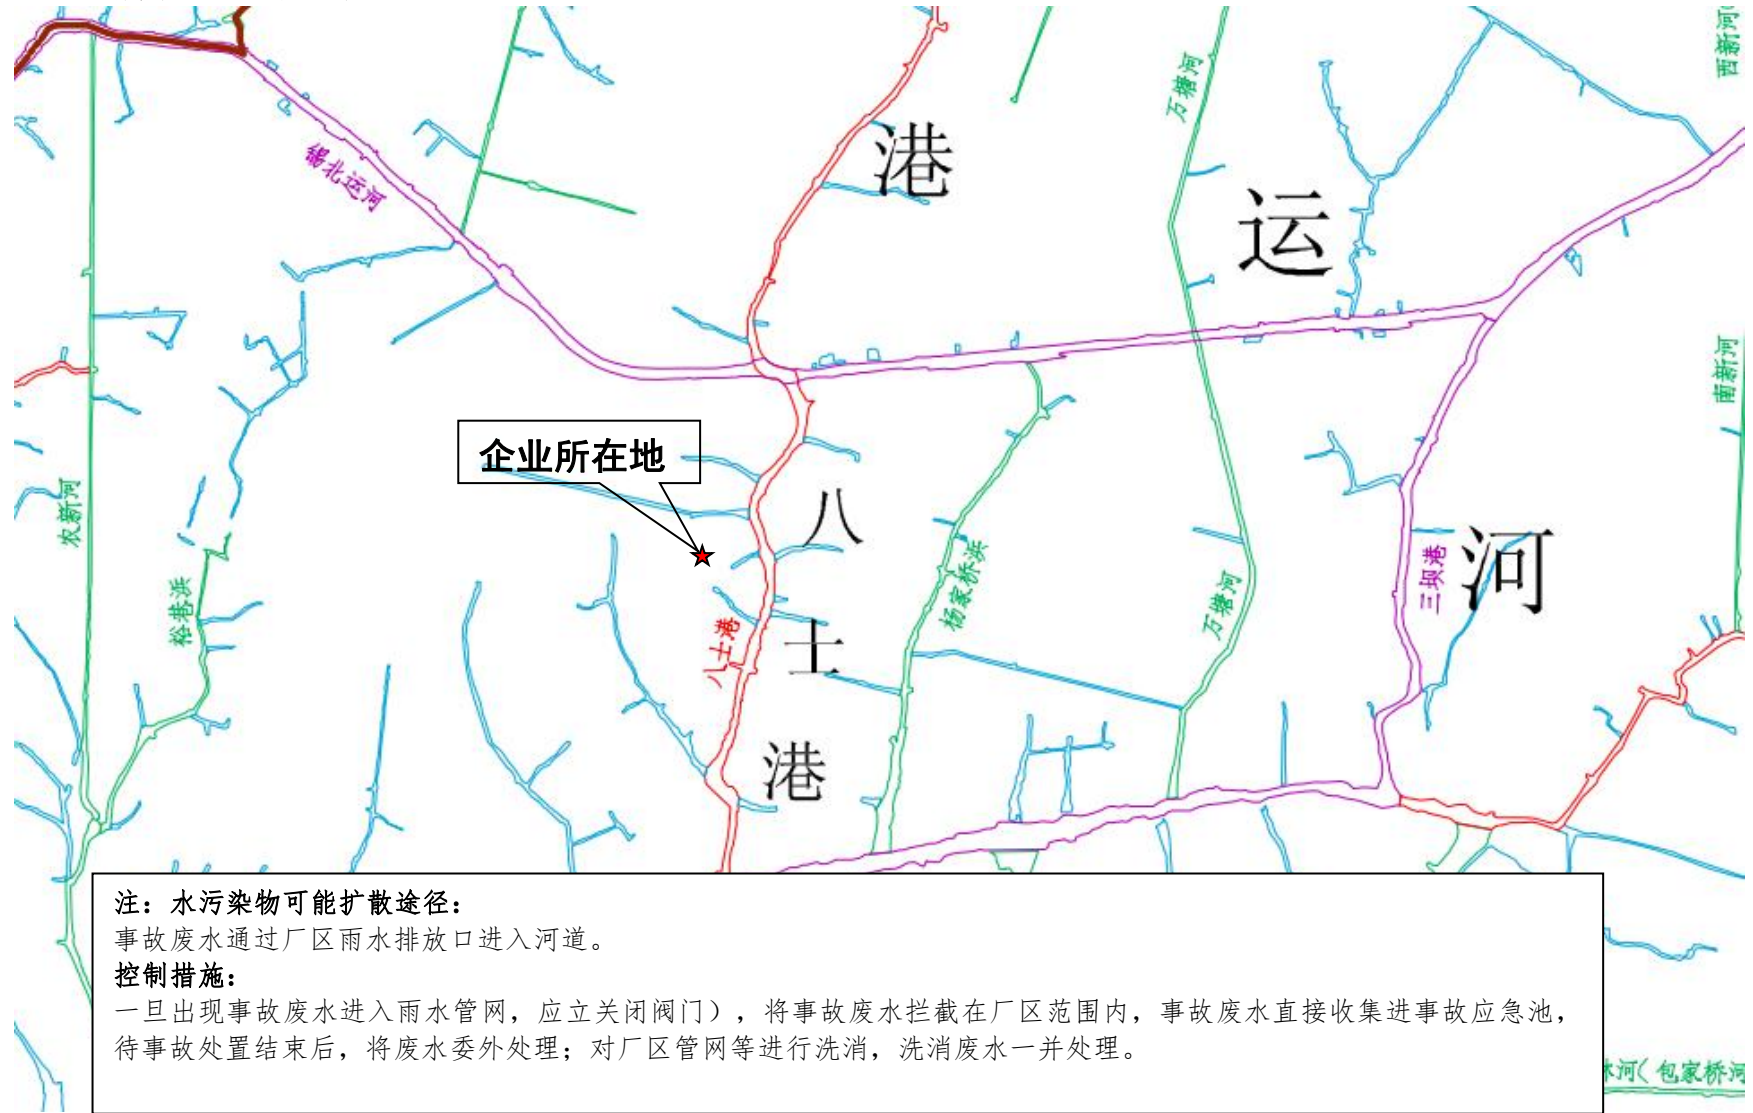 西新河
万塘河
港
锡北运河
运
南新河
企业所在地
农新河
八
河
杨家桥浜
三坝港
裕巷浜
万塘河
八士港
士
港
注：水污染物可能扩散途径：
事故废水通过厂区雨水排放口进入河道。
控制措施：
一旦出现事故废水进入雨水管网，应立关闭阀门），将事故废水拦截在厂区范围内，事故废水直接收集进事故应急池，
待事故处置结束后，将废水委外处理；对厂区管网等进行洗消，洗消废水一并处理。
河（包家桥河